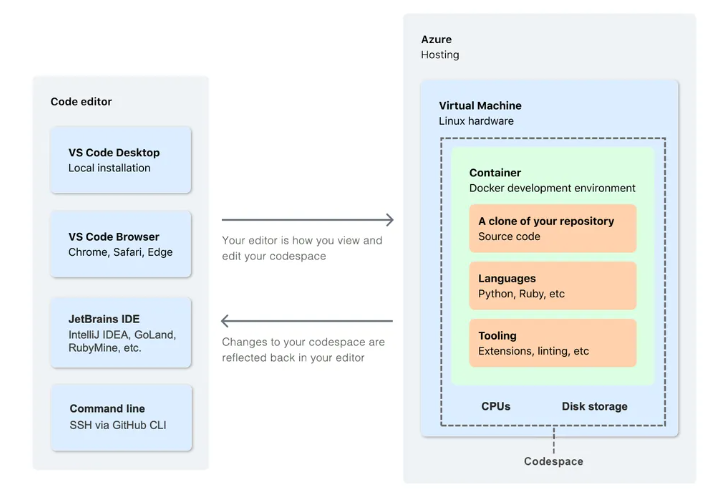 Code editor
VS Code Desktop
Local installation
VS Code Browser
Chrome, Safari, Edge
JetBrains IDE
IntelliJ IDEA, GoLand,
RubyMine, etc.
Command line
SSH via GitHub CLI
Your editor is how you view and
edit your codespace
Changes to your codespace are
reflected back in your editor
Azure
Hosting
Virtual Machine
Linux hardware
Container
Docker development environment
A clone of your repository
Source code
Languages
Python, Ruby, etc
Tooling
Extensions, linting, etc
CPUs
Disk storage
Codespace